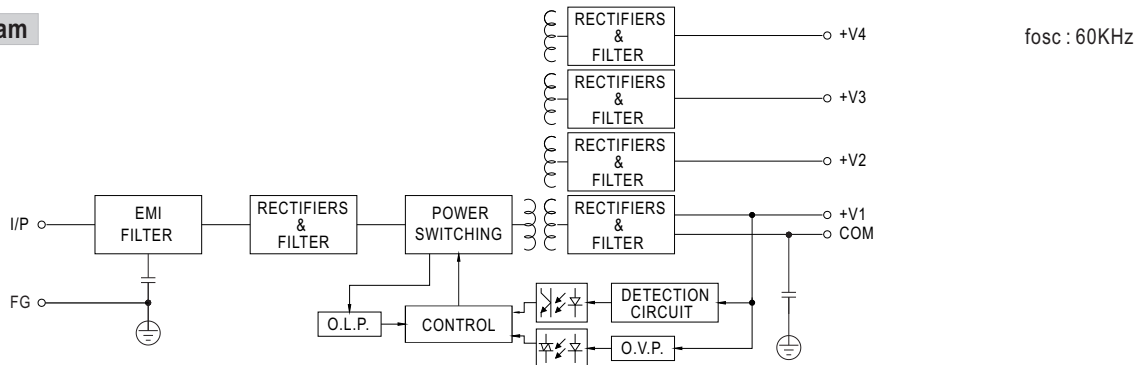 am
fosc : 60KHz
RECTIFIERS
&
FILTER
+V4
RECTIFIERS
&
FILTER
+V3
RECTIFIERS
&
FILTER
+V2
I/P
EMI
FILTER
RECTIFIERS
&
FILTER
POWER
SWITCHING
RECTIFIERS
&
FILTER
+V1
COM
FG
O.L.P.
CONTROL
DETECTION
CIRCUIT
O.V.P.